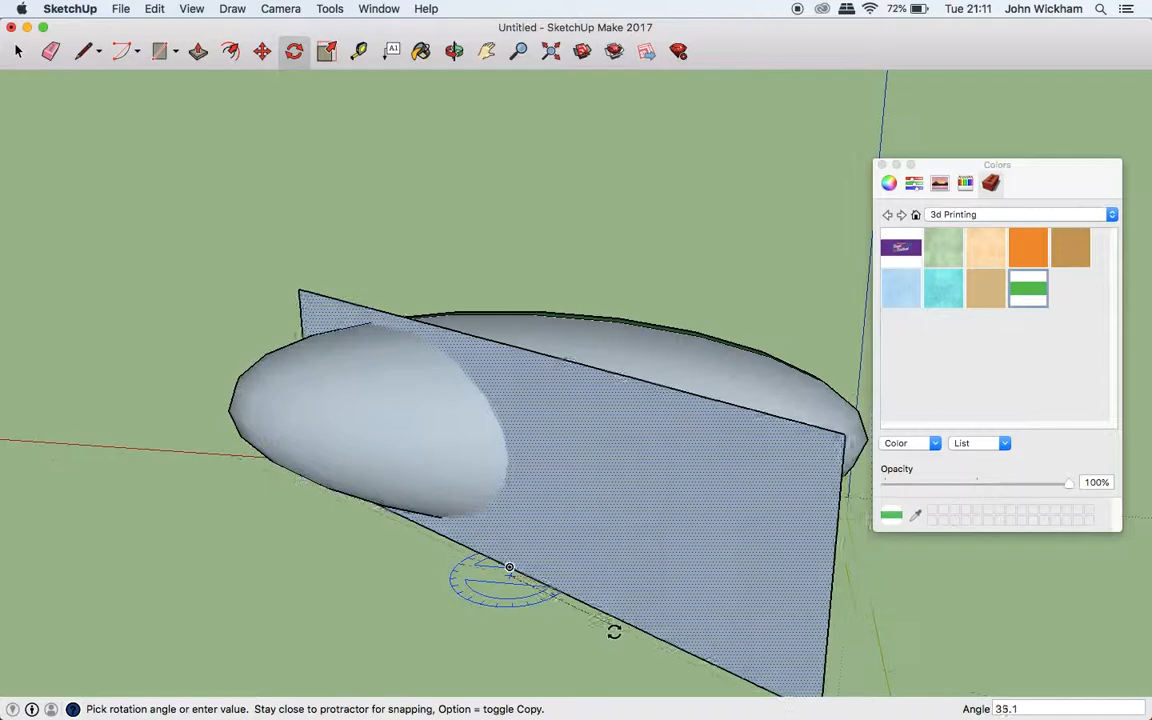 SketchUp File Edit View Draw Camera Tools Window Help 72% Tue 21:11 John Wickham
Untitled - SketchUp Make 2017
A1
Colors
3d Printing
Color List
Opacity
100%
Pick rotation angle or enter value. Stay close to protractor for snapping, Option = toggle Copy. Angle 35.1